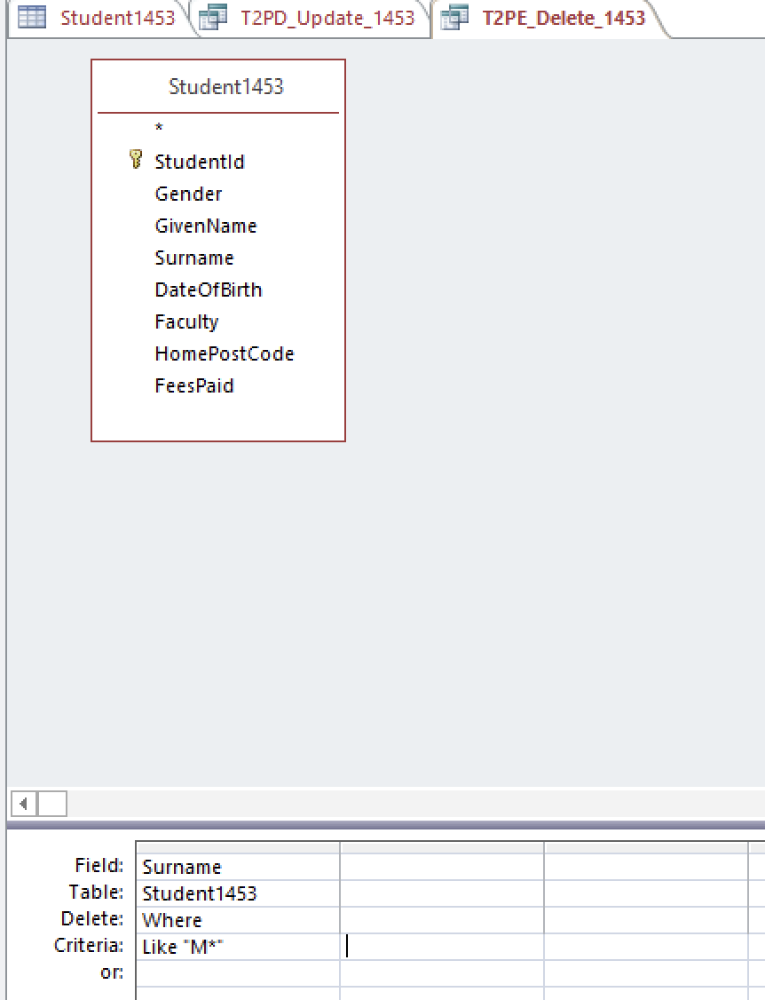 Student1453 T2PD_Update_1453 T2PE_Delete_1453
Student1453
*
StudentId
Gender
GivenName
Surname
DateOfBirth
Faculty
HomePostCode
FeesPaid
Field: Surname
Table: Student1453
Delete: Where
Criteria: Like "M*"
or: